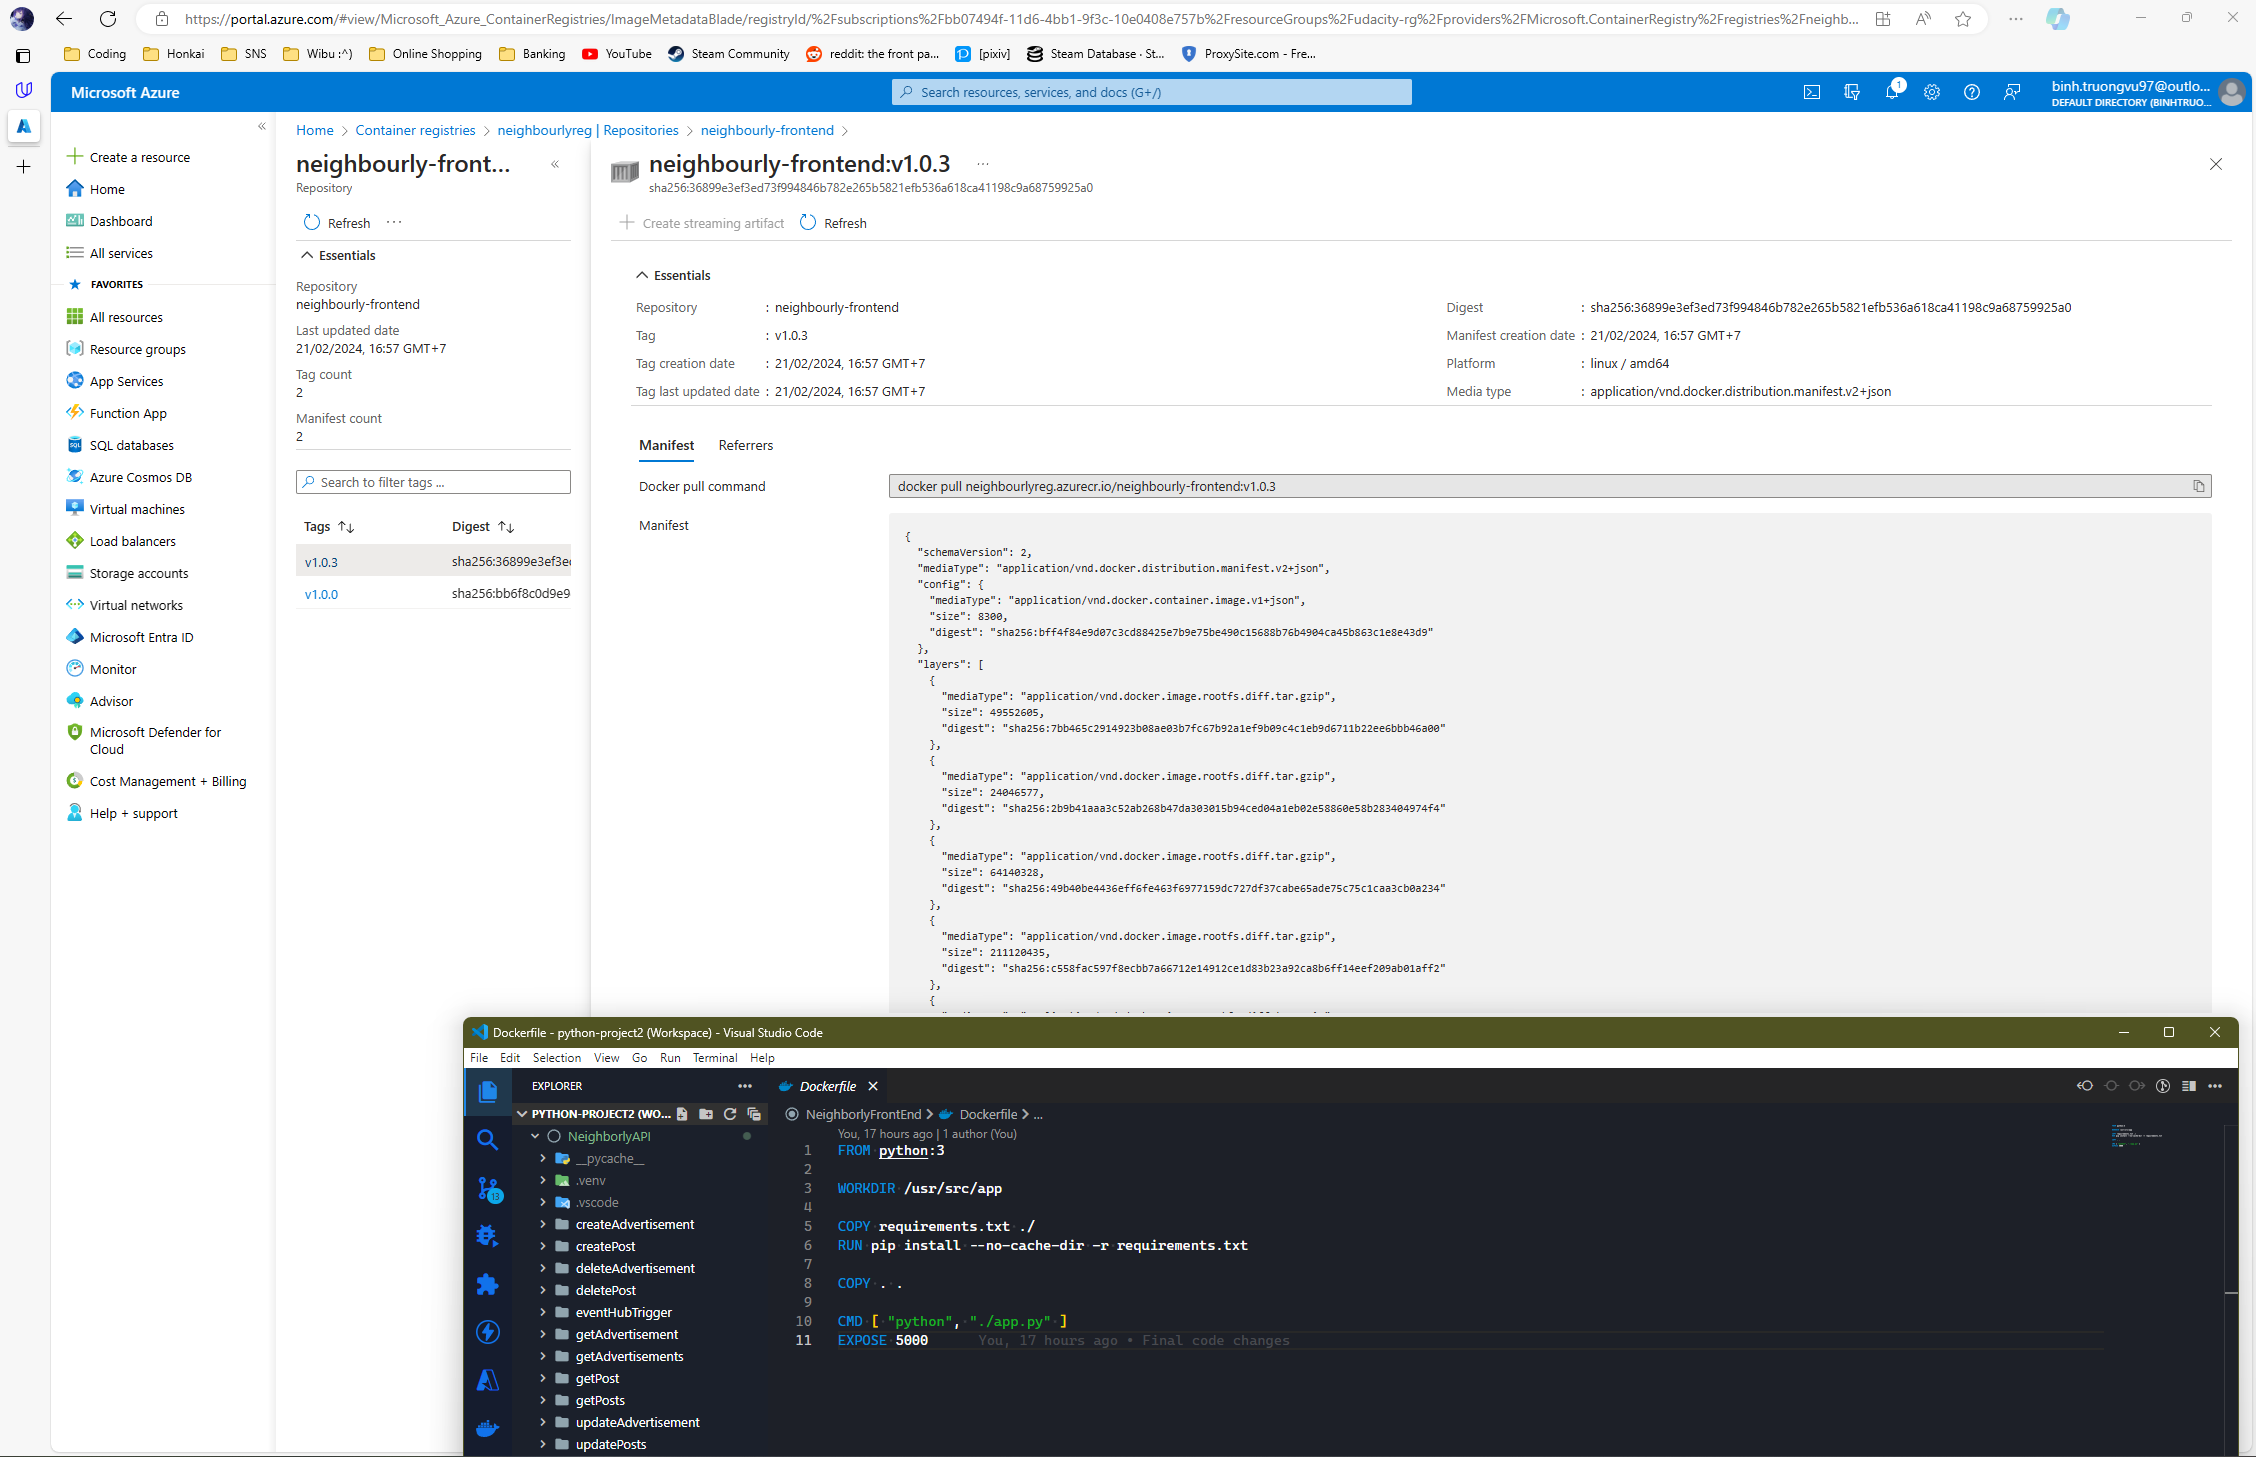 https://portal.azure.com/#view/Microsoft_Azure_ContainerRegistries/ImageMetadataBlade/registryId/%2Fsubscriptions%2Fbb07494f-11d6-4bb1-9f3c-10e0408e757b%2FresourceGroups%2Fudacity-rg%2Fproviders%2FMicrosoft.ContainerRegistry%2Fregistries%2Fneighb...
Coding Honkai SNS Wibu :^) Online Shopping Banking YouTube Steam Community reddit: the front pa... [pixiv] Steam Database · St... ProxySite.com - Fre...
Microsoft Azure
Search resources, services, and docs (G+/)
1
binh.truongvu97@outlo...
DEFAULT DIRECTORY (BINHTRUO...
Create a resource
Home
Dashboard
All services
FAVORITES
All resources
Resource groups
App Services
Function App
SQL databases
Azure Cosmos DB
Virtual machines
Load balancers
Storage accounts
Virtual networks
Microsoft Entra ID
Monitor
Advisor
Microsoft Defender for
Cloud
Cost Management + Billing
Help + support
Home > Container registries > neighbourlyreg | Repositories > neighbourly-frontend >
neighbourly-front...
Repository
Refresh ...
Essentials
Repository
neighbourly-frontend
Last updated date
21/02/2024, 16:57 GMT+7
Tag count
2
Manifest count
2
Search to filter tags ...
Tags Digest
v1.0.3 sha256:36899e3ef3e
v1.0.0 sha256:bb6f8c0d9e9
neighbourly-frontend:v1.0.3 ...
sha256:36899e3ef3ed73f994846b782e265b5821efb536a618ca41198c9a68759925a0
Create streaming artifact Refresh
Essentials
Repository : neighbourly-frontend
Tag : v1.0.3
Tag creation date : 21/02/2024, 16:57 GMT+7
Tag last updated date : 21/02/2024, 16:57 GMT+7
Digest : sha256:36899e3ef3ed73f994846b782e265b5821efb536a618ca41198c9a68759925a0
Manifest creation date : 21/02/2024, 16:57 GMT+7
Platform : linux / amd64
Media type : application/vnd.docker.distribution.manifest.v2+json
Manifest Referrers
Docker pull command docker pull neighbourlyreg.azurecr.io/neighbourly-frontend:v1.0.3
Manifest
{
"schemaVersion": 2,
"mediaType": "application/vnd.docker.distribution.manifest.v2+json",
"config": {
"mediaType": "application/vnd.docker.container.image.v1+json",
"size": 8300,
"digest": "sha256:bff4f84e9d07c3cd88425e7b9e75be490c15688b76b4904ca45b863c1e8e43d9"
},
"layers": [
{
"mediaType": "application/vnd.docker.image.rootfs.diff.tar.gzip",
"size": 49552605,
"digest": "sha256:7bb465c2914923b08ae03b7fc67b92a1ef9b09c4c1eb9d6711b22ee6bbb46a00"
},
{
"mediaType": "application/vnd.docker.image.rootfs.diff.tar.gzip",
"size": 24046577,
"digest": "sha256:2b9b41aaa3c52ab268b47da303015b94ced04a1eb02e58860e58b283404974f4"
},
{
"mediaType": "application/vnd.docker.image.rootfs.diff.tar.gzip",
"size": 64140328,
"digest": "sha256:49b40be4436eff6fe463f6977159dc727df37cabe65ade75c75c1caa3cb0a234"
},
{
"mediaType": "application/vnd.docker.image.rootfs.diff.tar.gzip",
"size": 211120435,
"digest": "sha256:c558fac597f8ecbb7a66712e14912ce1d83b23a92ca8b6ff14eef209ab01aff2"
},
{
Dockerfile - python-project2 (Workspace) - Visual Studio Code
File Edit Selection View Go Run Terminal Help
EXPLORER
PYTHON-PROJECT2 (WO...
NeighborlyAPI
__pycache__
.venv
.vscode
createAdvertisement
createPost
deleteAdvertisement
deletePost
eventHubTrigger
getAdvertisement
getAdvertisements
getPost
getPosts
updateAdvertisement
updatePosts
13
Dockerfile
NeighborlyFrontEnd > Dockerfile > ...
You, 17 hours ago | 1 author (You)
1 FROM python:3
2
3 WORKDIR /usr/src/app
4
5 COPY requirements.txt ./
6 RUN pip install --no-cache-dir -r requirements.txt
7
8 COPY . .
9
10 CMD [ "python", "./app.py" ]
11 EXPOSE 5000 You, 17 hours ago • Final code changes